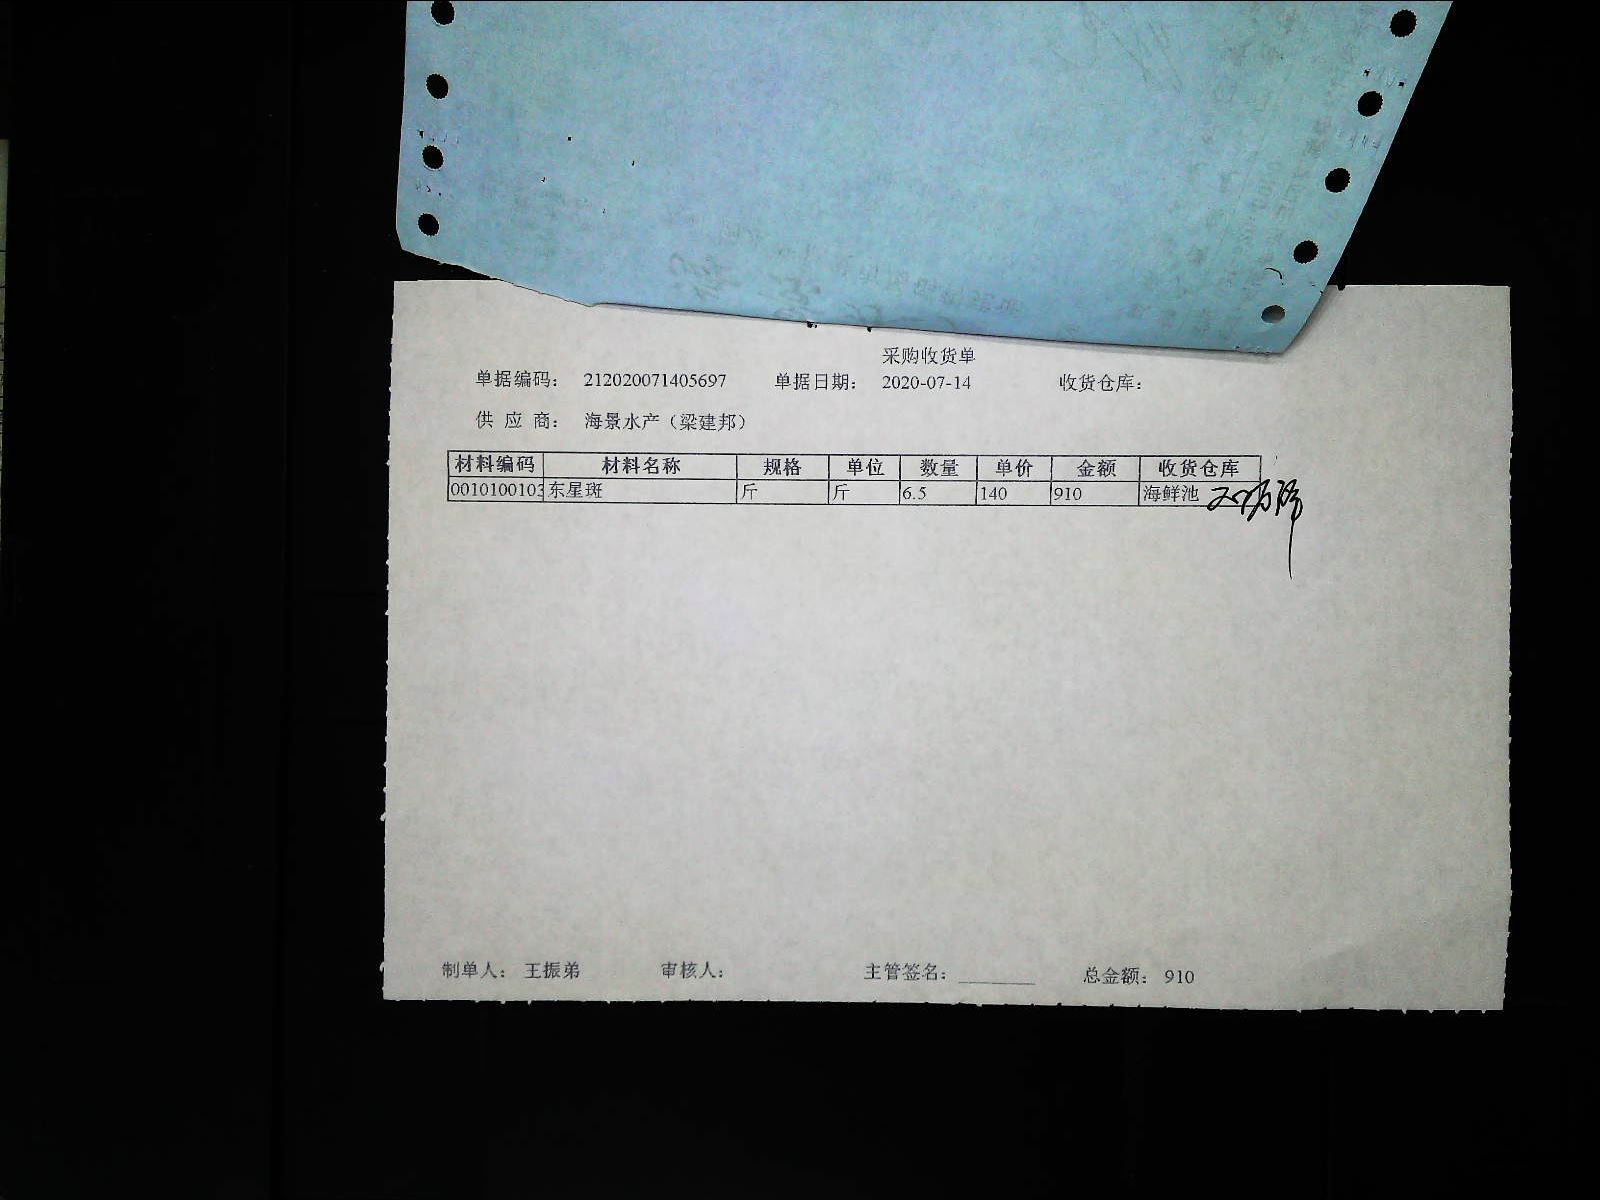 采购收货单
单据编码： 212020071405697 单据日期： 2020-07-14 收货仓库：
供 应 商： 海景水产（梁建邦）
材料编码 材料名称 规格 单位 数量 单价 金额 收货仓库
0010100103 东星斑 斤 斤 6.5 140 910 海鲜池
制单人： 王振弟 审核人： 主管签名：________ 总金额： 910